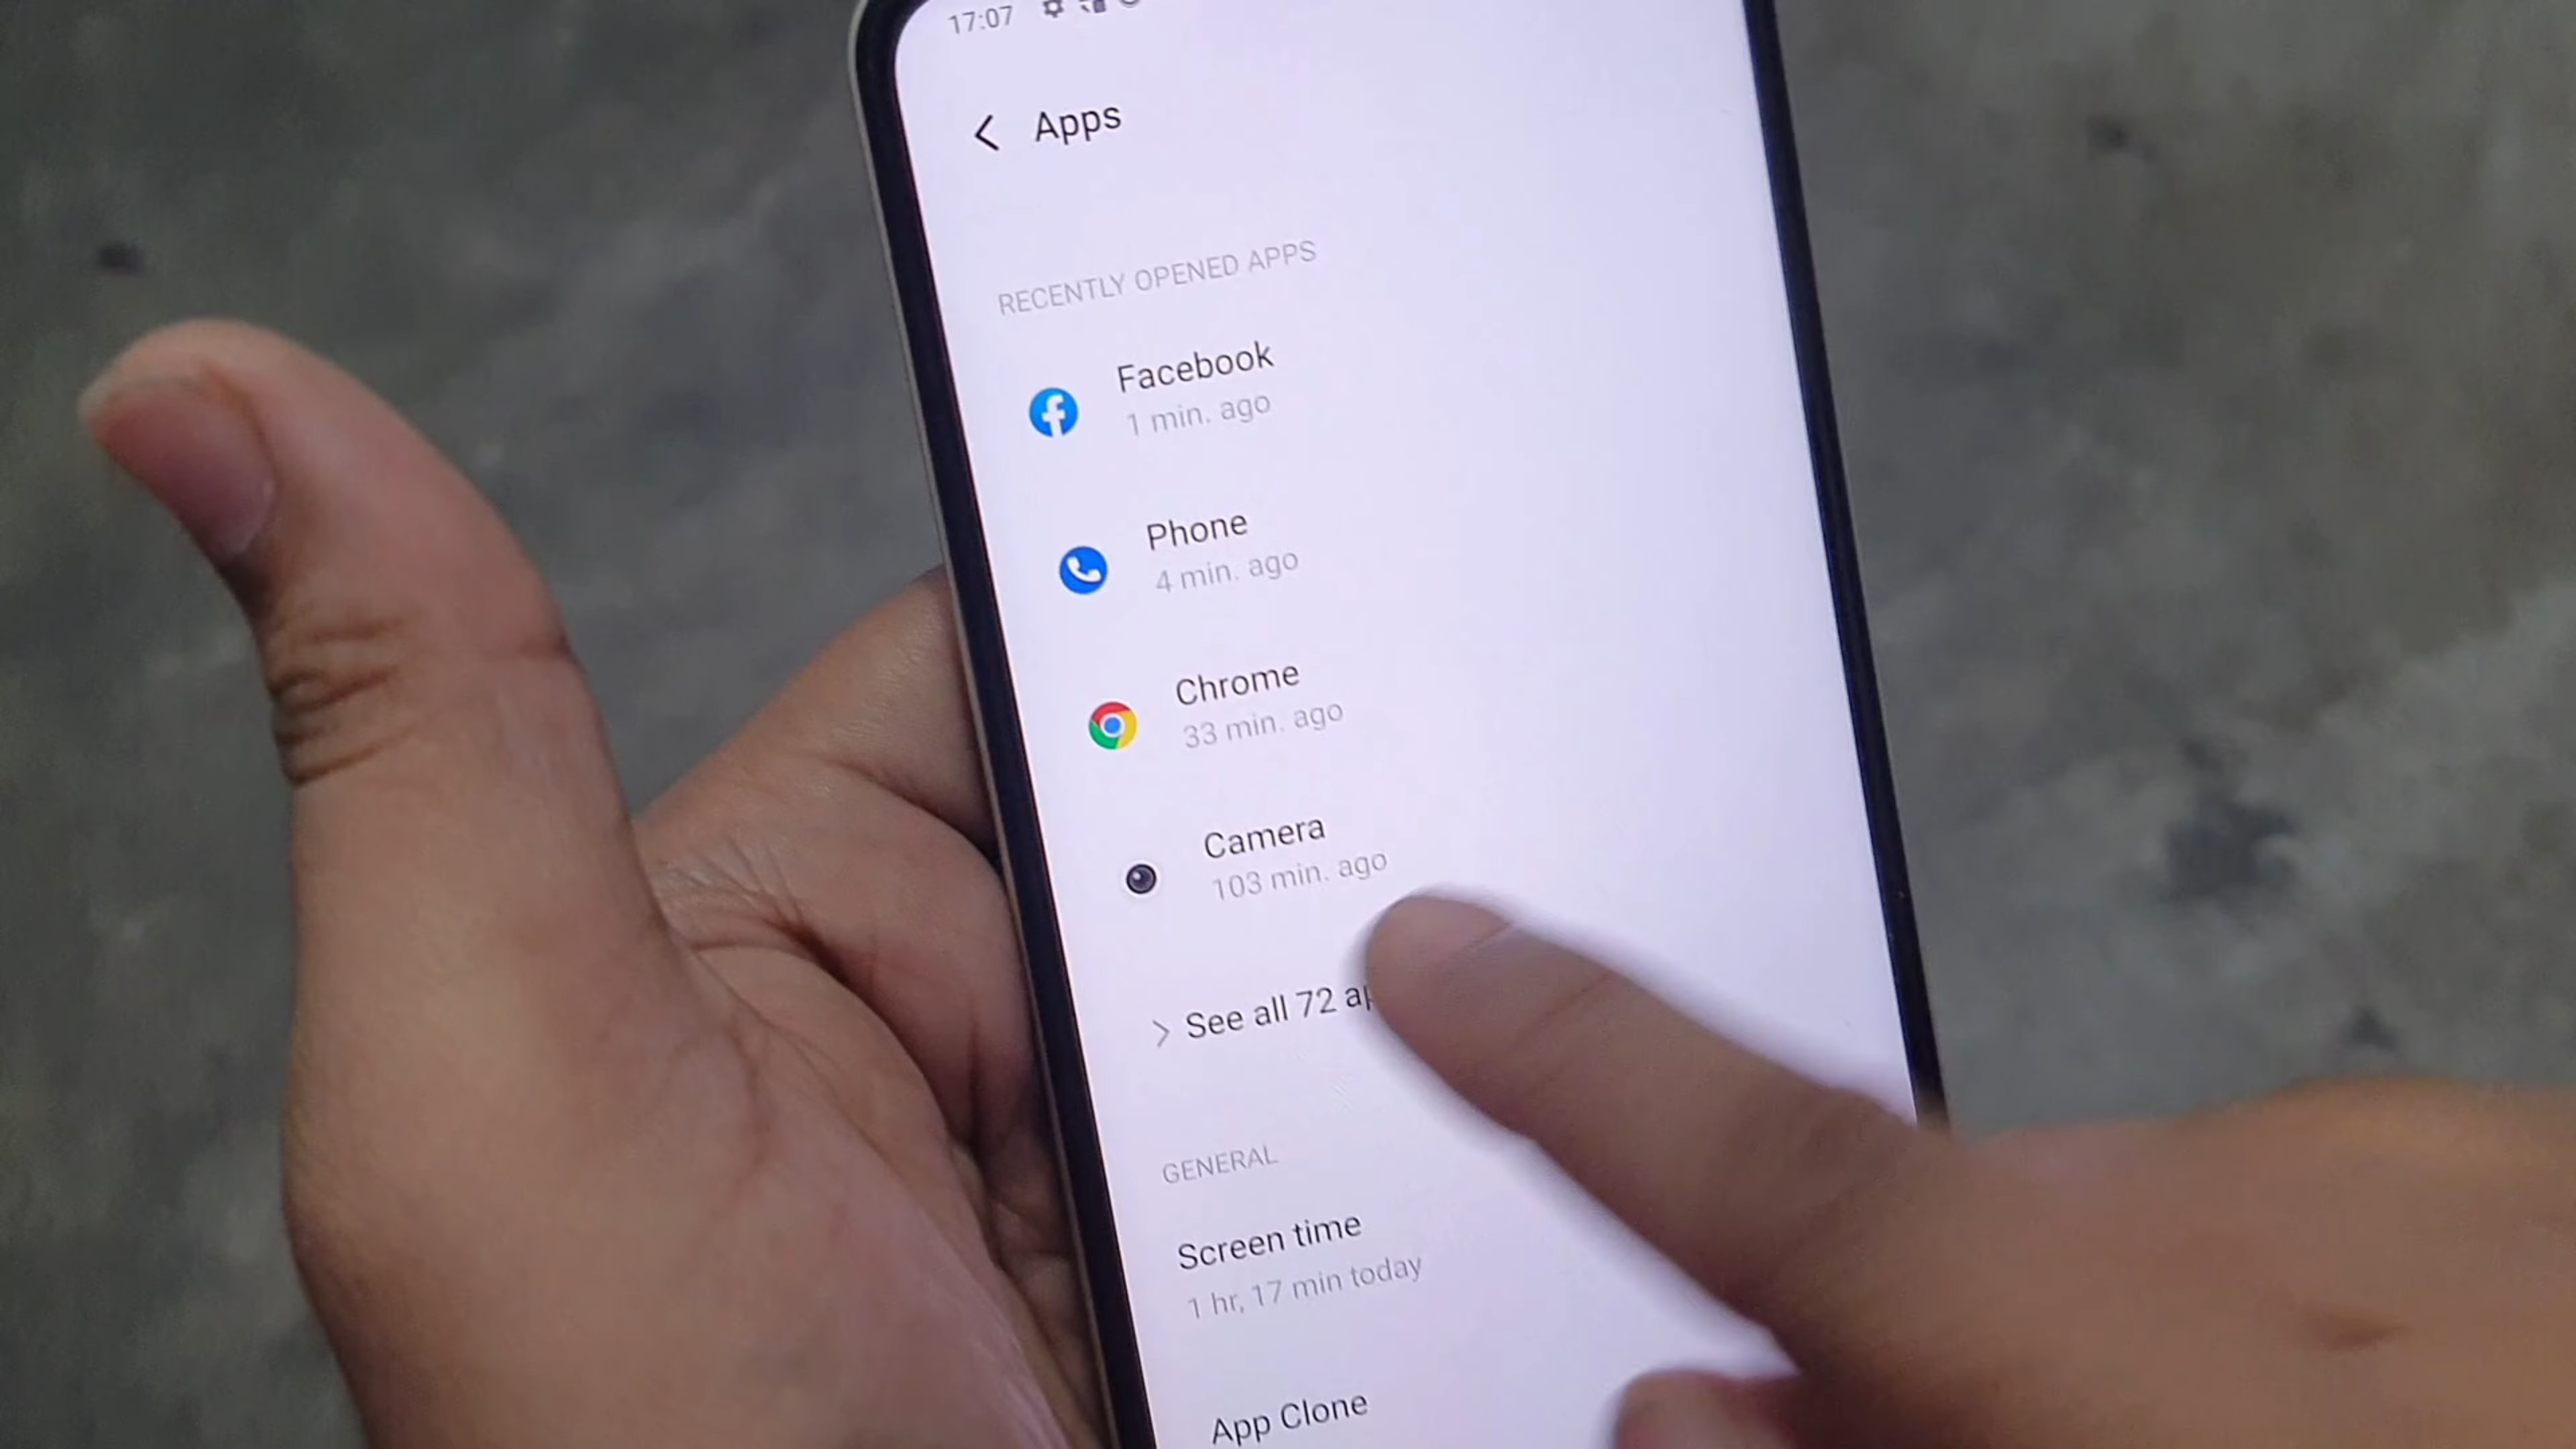 17:07
Apps
RECENTLY OPENED APPS
Facebook
1 min. ago
Phone
4 min. ago
Chrome
33 min. ago
Camera
103 min. ago
See all 72
GENERAL
Screen time
1 hr, 17 min today
App Clone